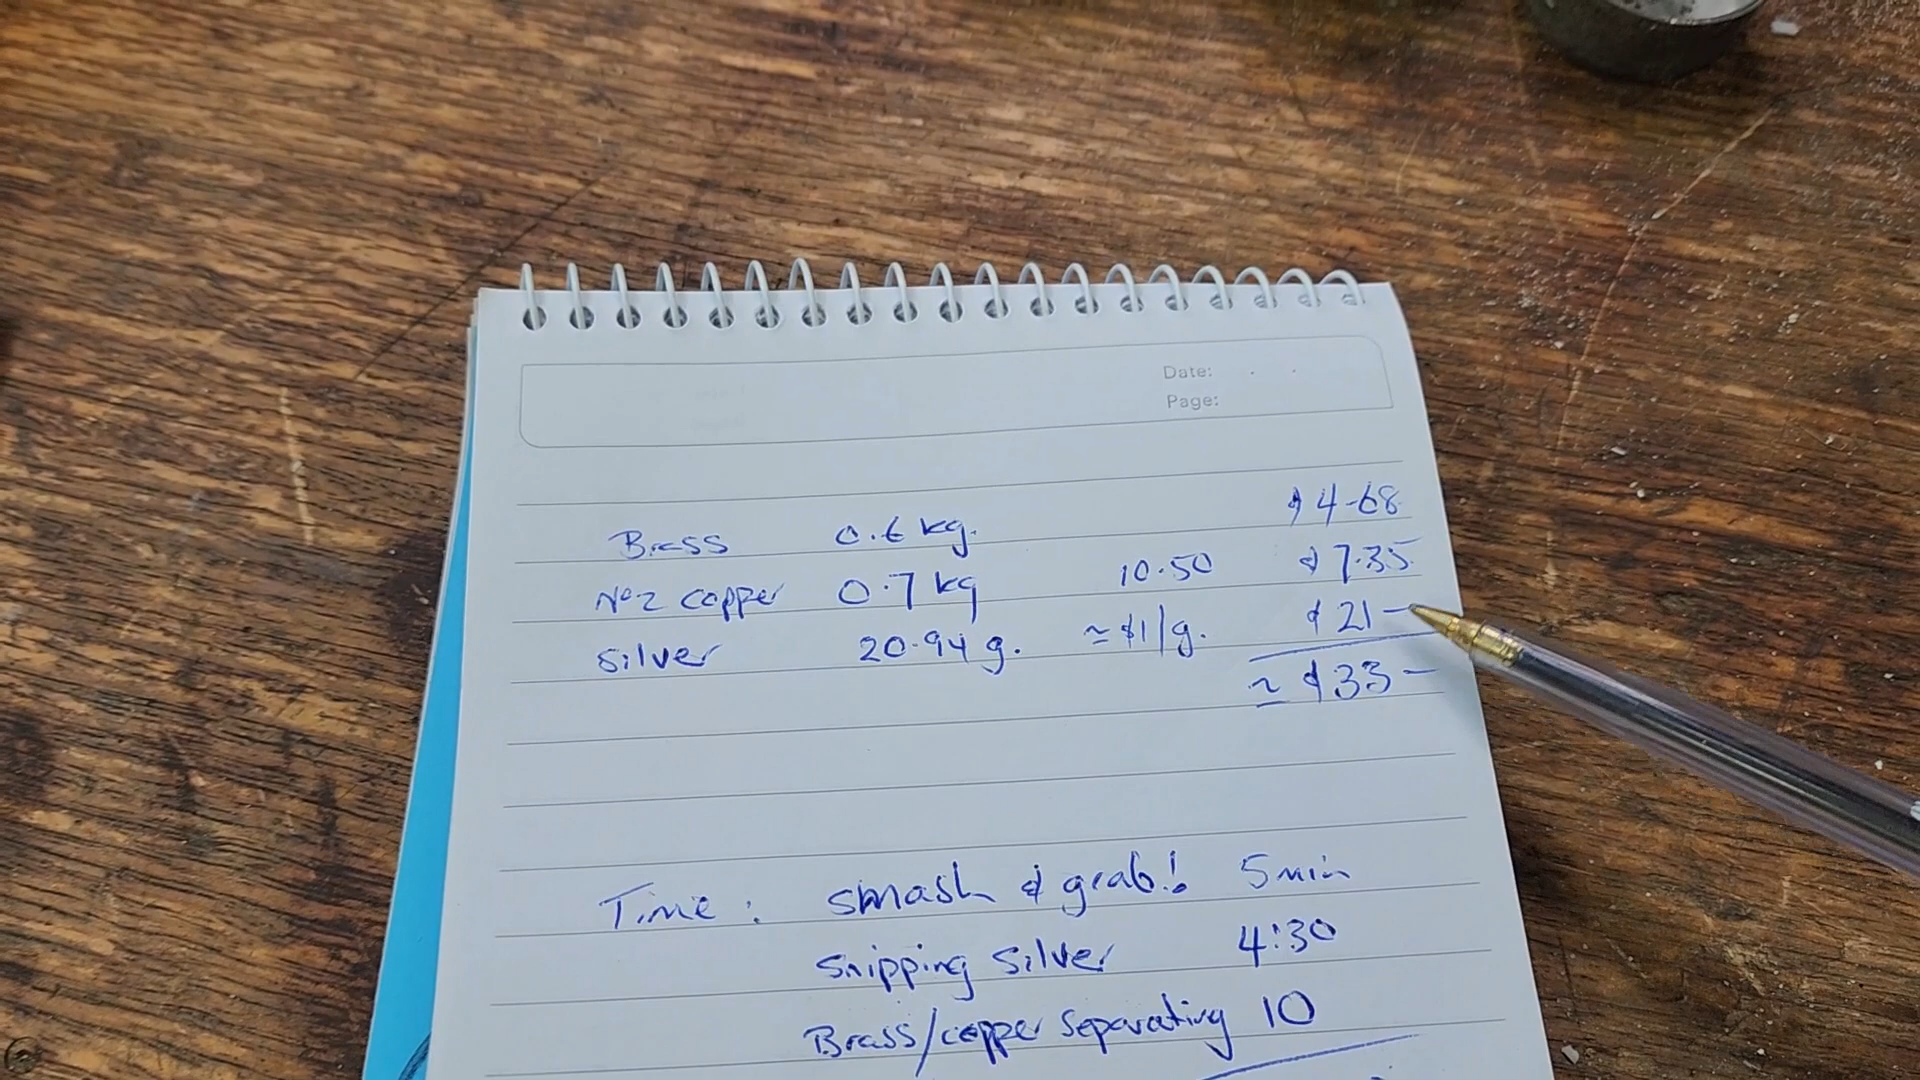 Date:
Page:
Brass 0.6 kg. $4-68
No2 copper 0.7 kg 10.50 $7.35
Silver 20.94 g. ≃ $1/g. $21-
≃ $33-
Time: smash & grab! 5 min
Snipping silver 4:30
Brass/copper separating 10